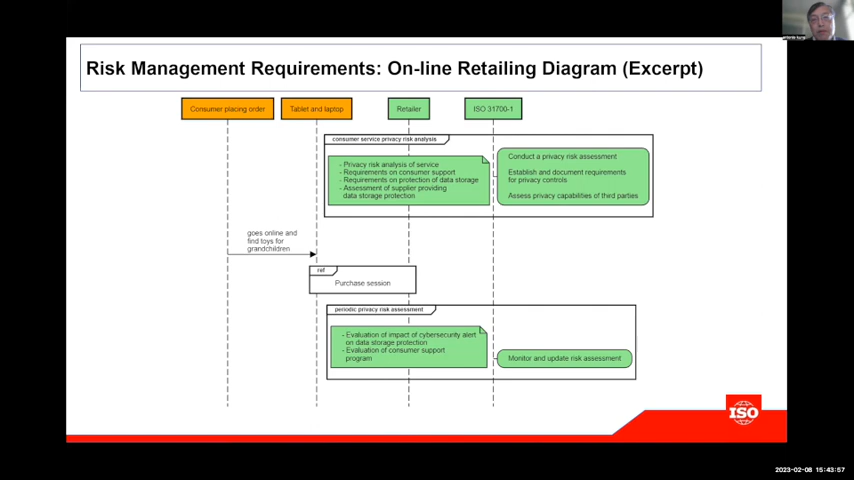 Risk Management Requirements: On-line Retailing Diagram (Excerpt)
Consumer placing order
Tablet and laptop
Retailer
ISO 31700-1
consumer service privacy risk analysis
- Privacy risk analysis of service
- Requirements on consumer support
- Requirements on protection of data storage
- Assessment of supplier providing
data storage protection
Conduct a privacy risk assessment
Establish and document requirements
for privacy controls
Assess privacy capabilities of third parties
goes online and
find toys for
grandchildren
ref
Purchase session
periodic privacy risk assessment
- Evaluation of impact of cybersecurity alert
on data storage protection
- Evaluation of consumer support
program
Monitor and update risk assessment
ISO
2023-02-08 15:43:57